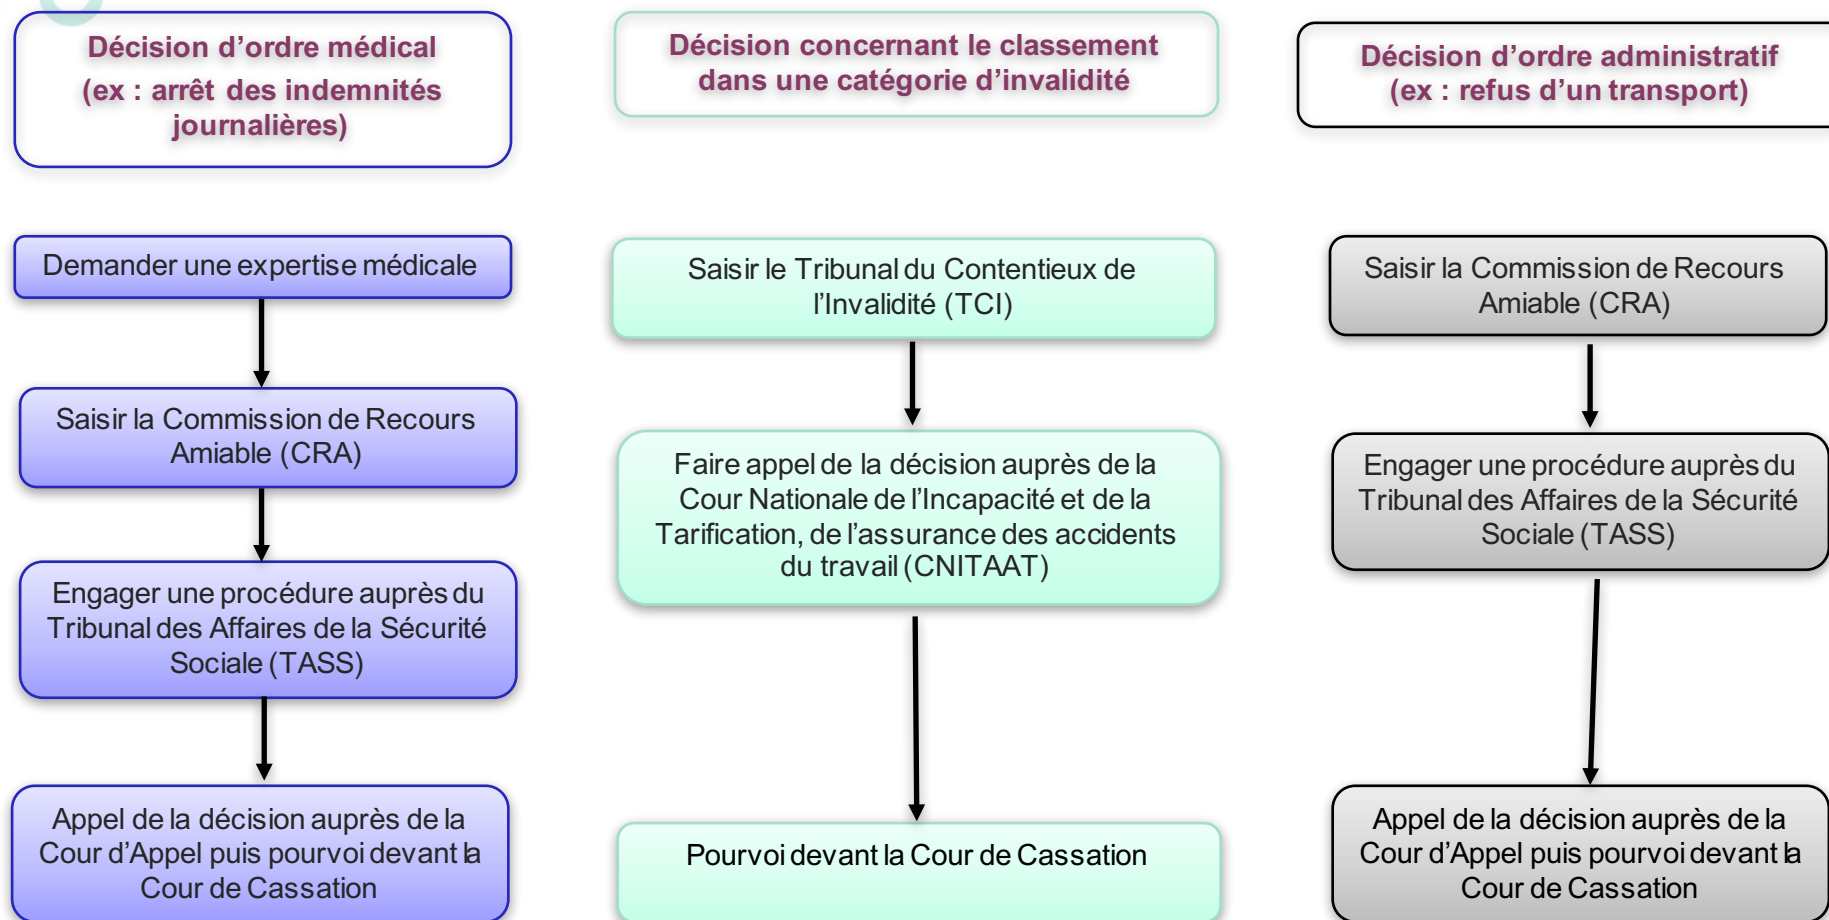 Décision d'ordre médical
(ex : arrêt des indemnités
journalières)
Demander une expertise médicale
Saisir la Commission de Recours
Amiable (CRA)
Engager une procédure auprès du
Tribunal des Affaires de la Sécurité
Sociale (TASS)
Appel de la décision auprès de la
Cour d'Appel puis pourvoi devant la
Cour de Cassation
Décision concernant le classement
dans une catégorie d'invalidité
Saisir le Tribunal du Contentieux de
l'Invalidité (TCI)
Faire appel de la décision auprès de la
Cour Nationale de l'Incapacité et de la
Tarification, de l'assurance des accidents
du travail (CNITAAT)
Pourvoi devant la Cour de Cassation
Décision d'ordre administratif
(ex : refus d'un transport)
Saisir la Commission de Recours
Amiable (CRA)
Engager une procédure auprès du
Tribunal des Affaires de la Sécurité
Sociale (TASS)
Appel de la décision auprès de la
Cour d'Appel puis pourvoi devant la
Cour de Cassation